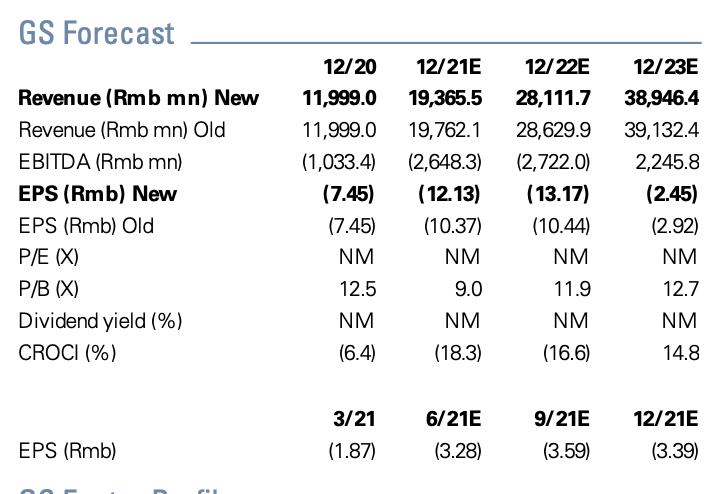 GS Forecast
12/20 12/21E 12/22E 12/23E
Revenue (Rmb mn) New 11,999.0 19,365.5 28,111.7 38,946.4
Revenue (Rmb mn) Old 11,999.0 19,762.1 28,629.9 39,132.4
EBITDA (Rmb mn) (1,033.4) (2,648.3) (2,722.0) 2,245.8
EPS (Rmb) New (7.45) (12.13) (13.17) (2.45)
EPS (Rmb) Old (7.45) (10.37) (10.44) (2.92)
P/E (X) NM NM NM NM
P/B (X) 12.5 9.0 11.9 12.7
Dividend yield (%) NM NM NM NM
CROCI (%) (6.4) (18.3) (16.6) 14.8
3/21 6/21E 9/21E 12/21E
EPS (Rmb) (1.87) (3.28) (3.59) (3.39)